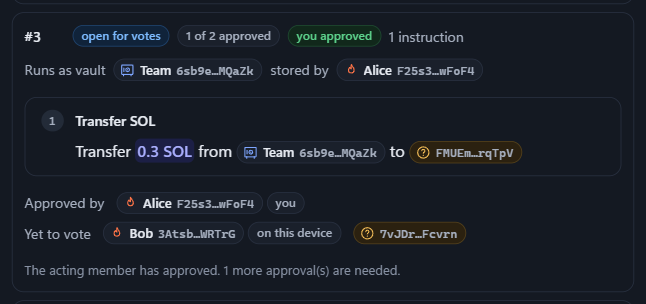 #3 open for votes 1 of 2 approved you approved 1 instruction
Runs as vault Team 6sb9e…MQaZk stored by Alice F25s3…wFoF4
1 Transfer SOL
Transfer 0.3 SOL from Team 6sb9e…MQaZk to FMUEm…rqTpV
Approved by Alice F25s3…wFoF4 you
Yet to vote Bob 3Atsb…WRTrG on this device 7vJDr…Fcvrn
The acting member has approved. 1 more approval(s) are needed.